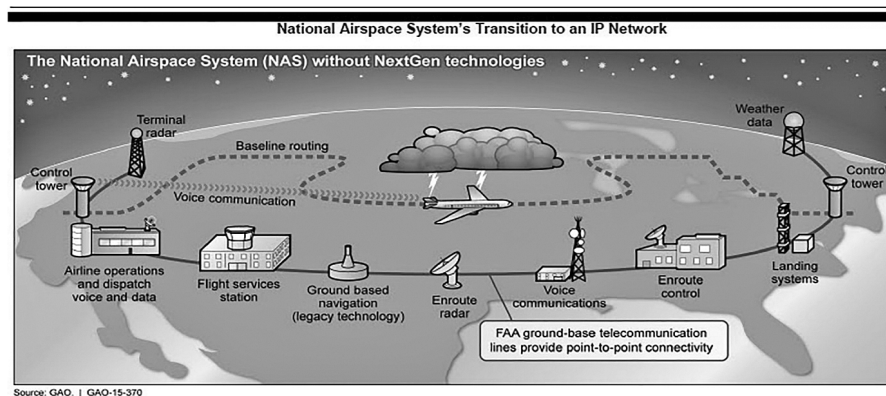 National Airspace System's Transition to an IP Network
The National Airspace System (NAS) without NextGen technologies
Terminal
radar
Weather
data
Baseline routing
Control
tower
Control
tower
Voice communication
Airline operations
and dispatch
voice and data
Flight services
station
Ground based
navigation
(legacy technology)
Enroute
radar
Voice
communications
Enroute
control
Landing
systems
FAA ground-base telecommunication
lines provide point-to-point connectivity
Source: GAO. | GAO-15-370